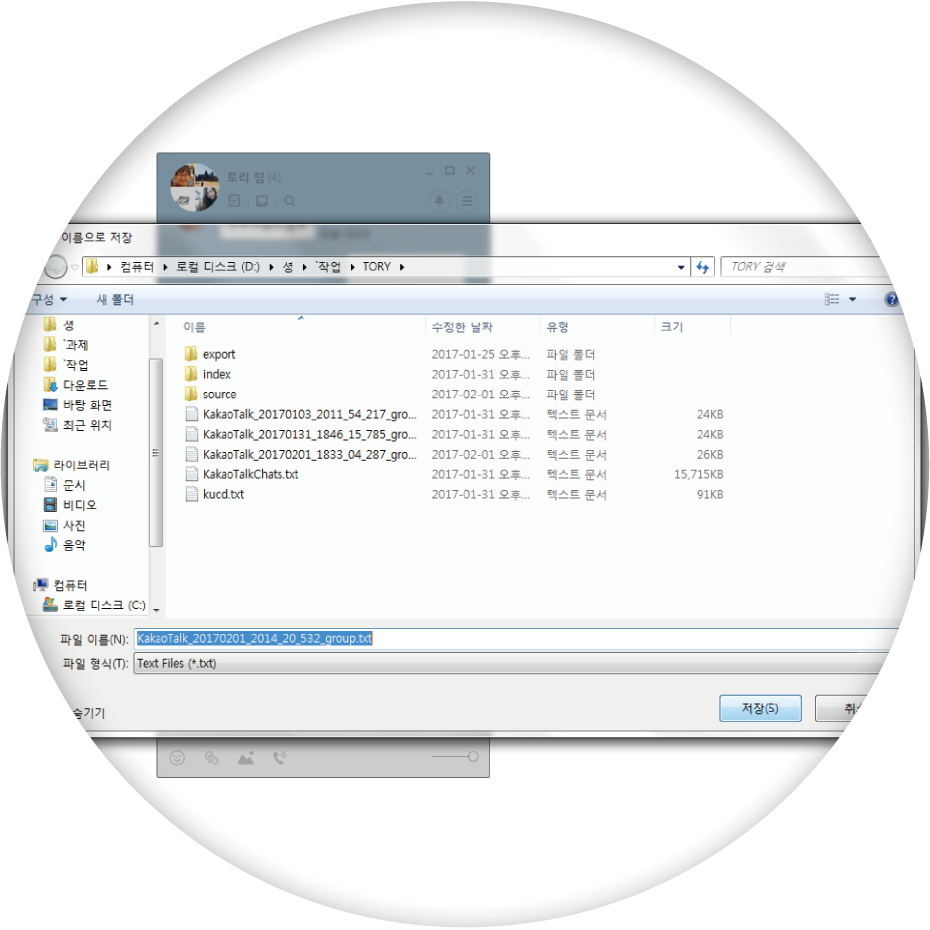 토리 팀 (4)
이름으로 저장
컴퓨터 로컬 디스크 (D:) 셩 `작업 TORY
TORY 검색
구성 새 폴더
셩
`과제
`작업
다운로드
바탕 화면
최근 위치
라이브러리
문서
비디오
사진
음악
컴퓨터
로컬 디스크 (C:)
이름 수정한 날짜 유형 크기
export 2017-01-25 오후... 파일 폴더
index 2017-01-31 오후... 파일 폴더
source 2017-02-01 오후... 파일 폴더
KakaoTalk_20170103_2011_54_217_gro... 2017-01-31 오후... 텍스트 문서 24KB
KakaoTalk_20170131_1846_15_785_gro... 2017-01-31 오후... 텍스트 문서 24KB
KakaoTalk_20170201_1833_04_287_gro... 2017-02-01 오후... 텍스트 문서 26KB
KakaoTalkChats.txt 2017-01-31 오후... 텍스트 문서 15,715KB
kucd.txt 2017-01-31 오후... 텍스트 문서 91KB
파일 이름(N): KakaoTalk_20170201_2014_20_532_group.txt
파일 형식(T): Text Files (*.txt)
숨기기
저장(S)